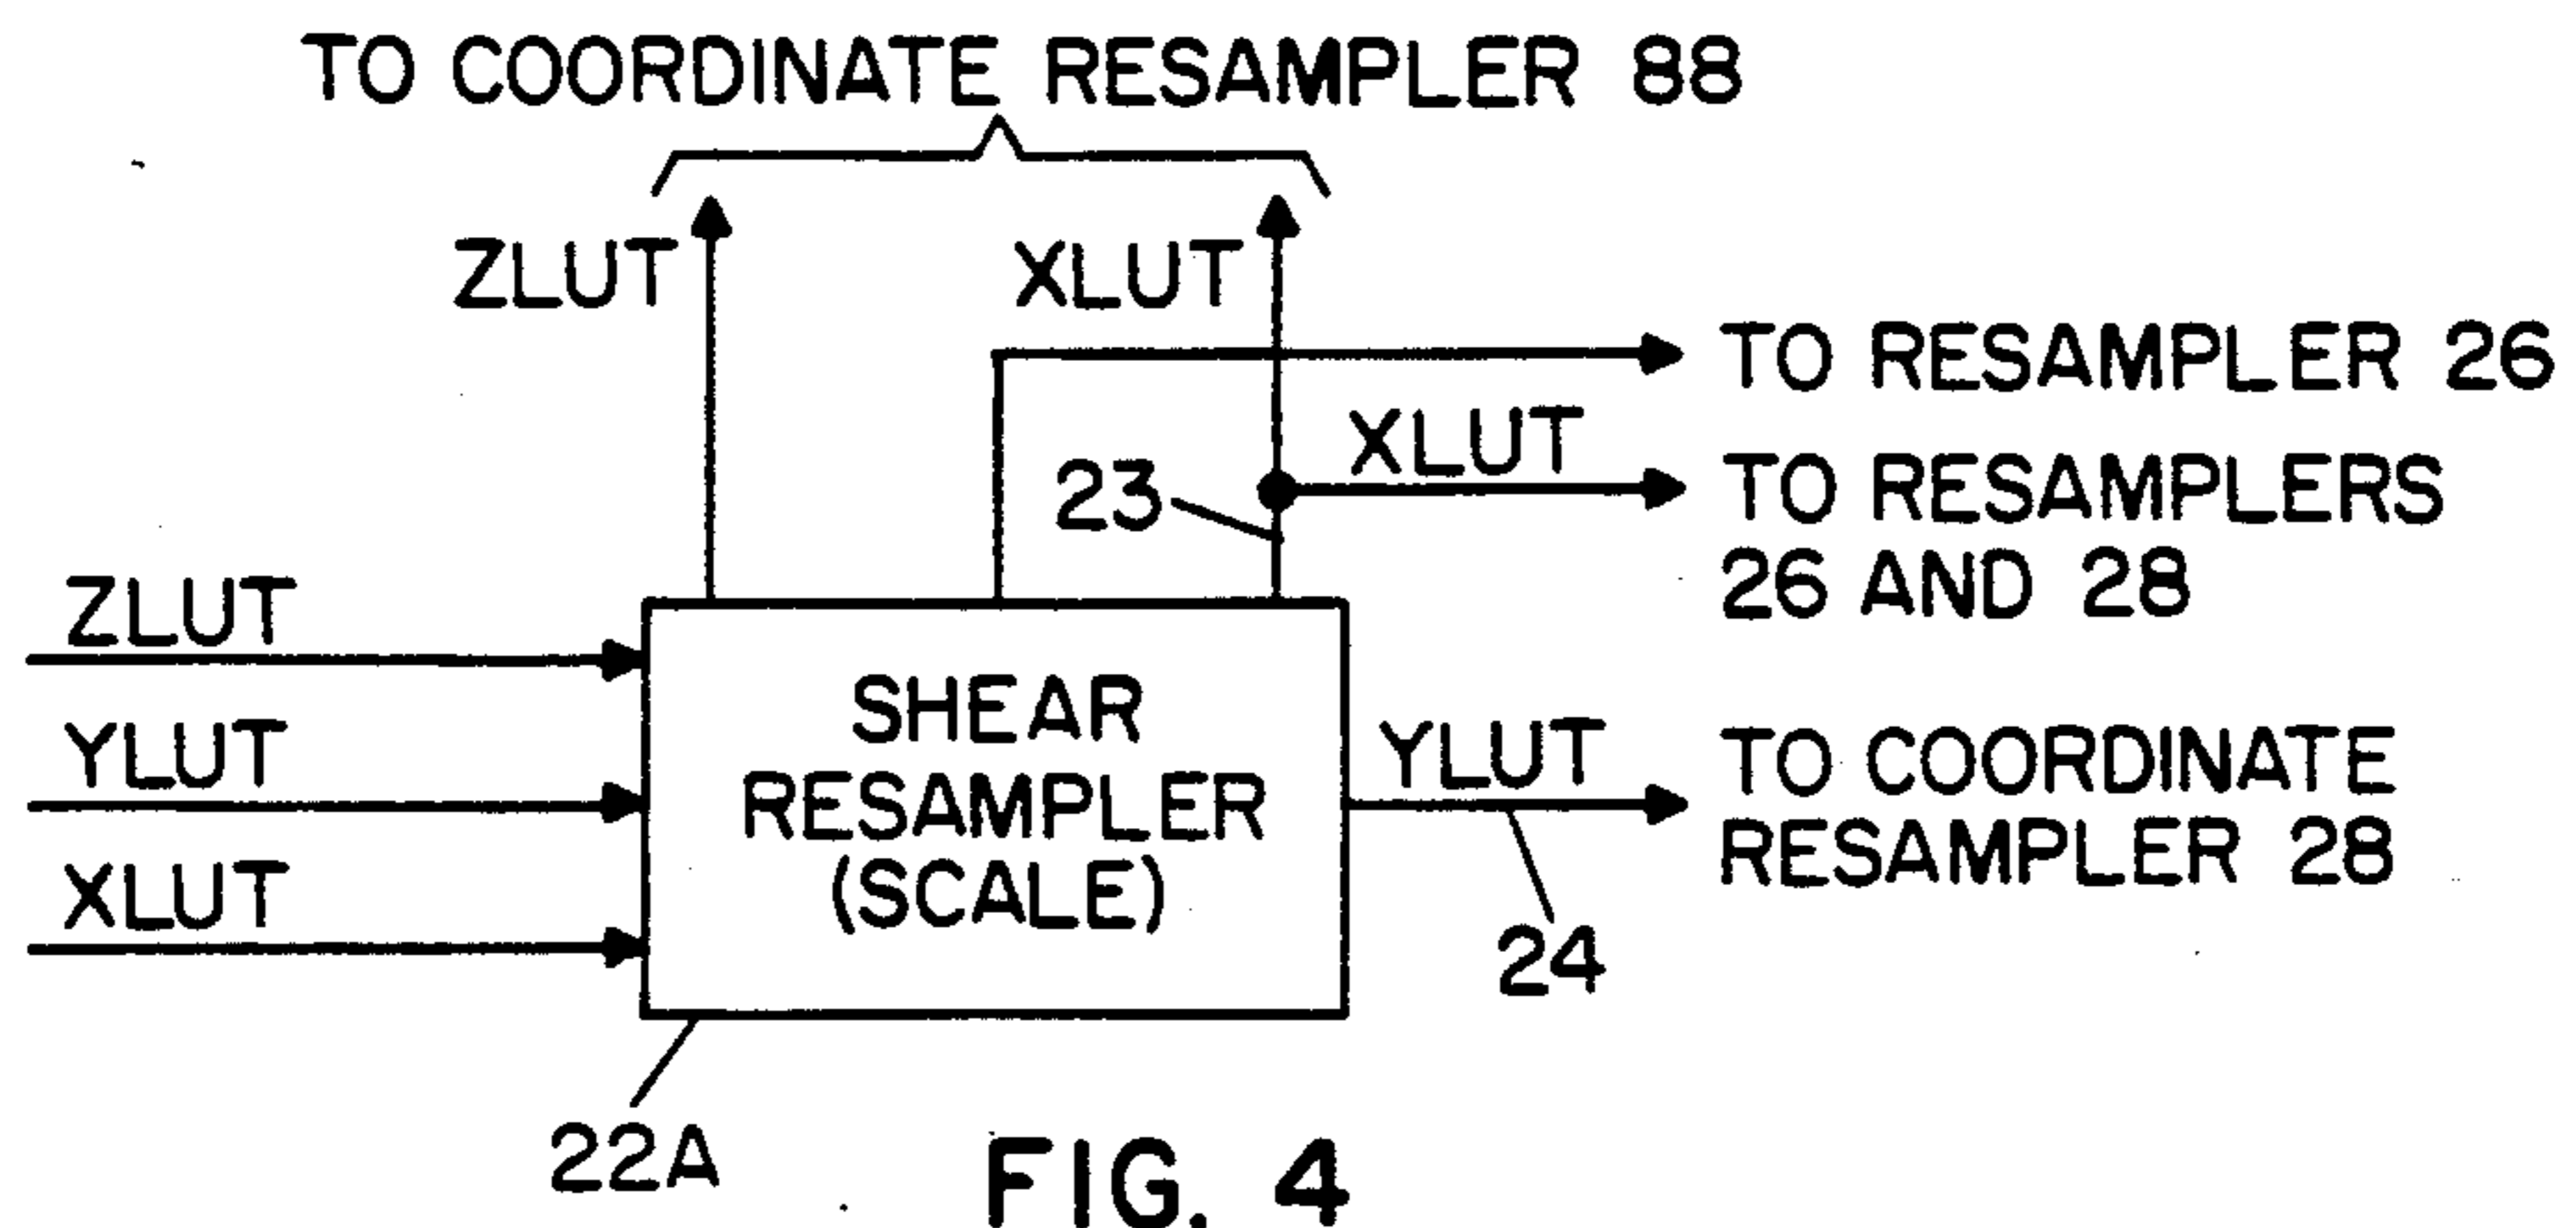 TO COORDINATE RESAMPLER 88
ZLUT
XLUT
TO RESAMPLER 26
XLUT
23
TO RESAMPLERS
26 AND 28
ZLUT
YLUT
XLUT
SHEAR
RESAMPLER
(SCALE)
YLUT
TO COORDINATE
RESAMPLER 28
24
22A
FIG. 4